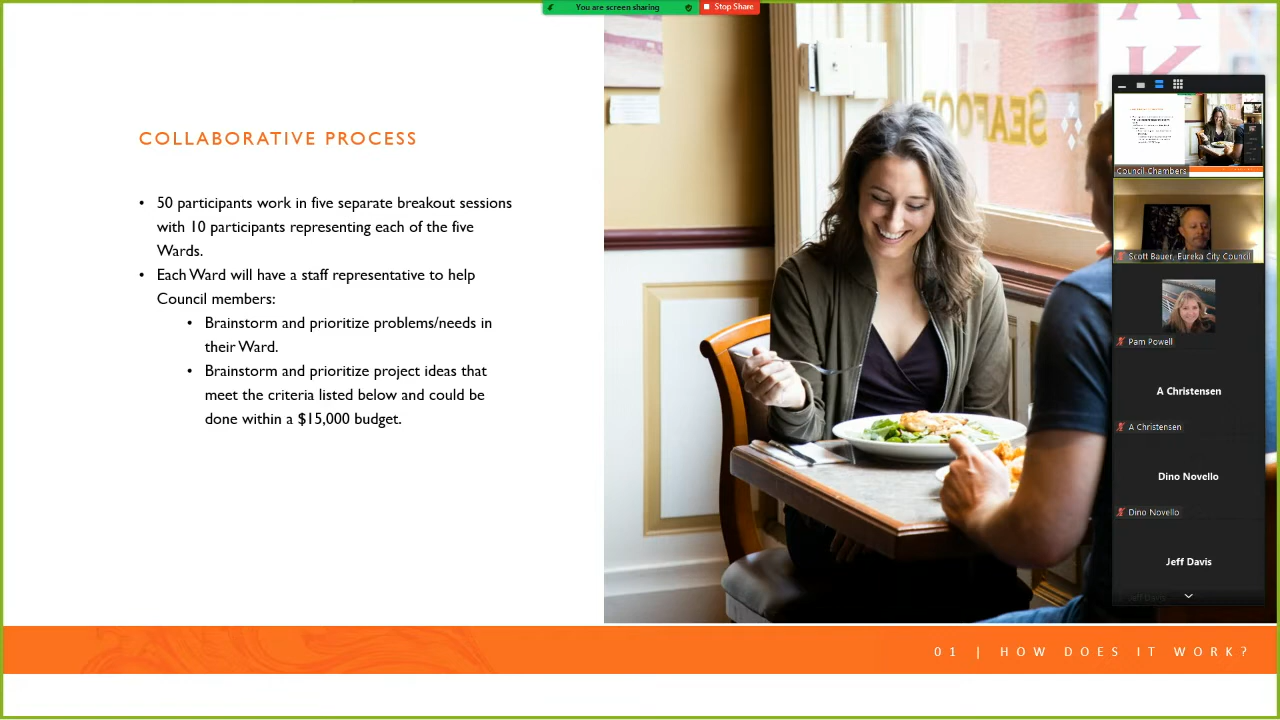 You are screen sharing
Stop Share
COLLABORATIVE PROCESS
• 50 participants work in five separate breakout sessions
with 10 participants representing each of the five
Wards.
• Each Ward will have a staff representative to help
Council members:
• Brainstorm and prioritize problems/needs in
their Ward.
• Brainstorm and prioritize project ideas that
meet the criteria listed below and could be
done within a $15,000 budget.
SEAFOOD
Council Chambers
Scott Bauer, Eureka City Council
Pam Powell
A Christensen
A Christensen
Dino Novello
Dino Novello
Jeff Davis
Jeff Davis
01 | HOW DOES IT WORK?